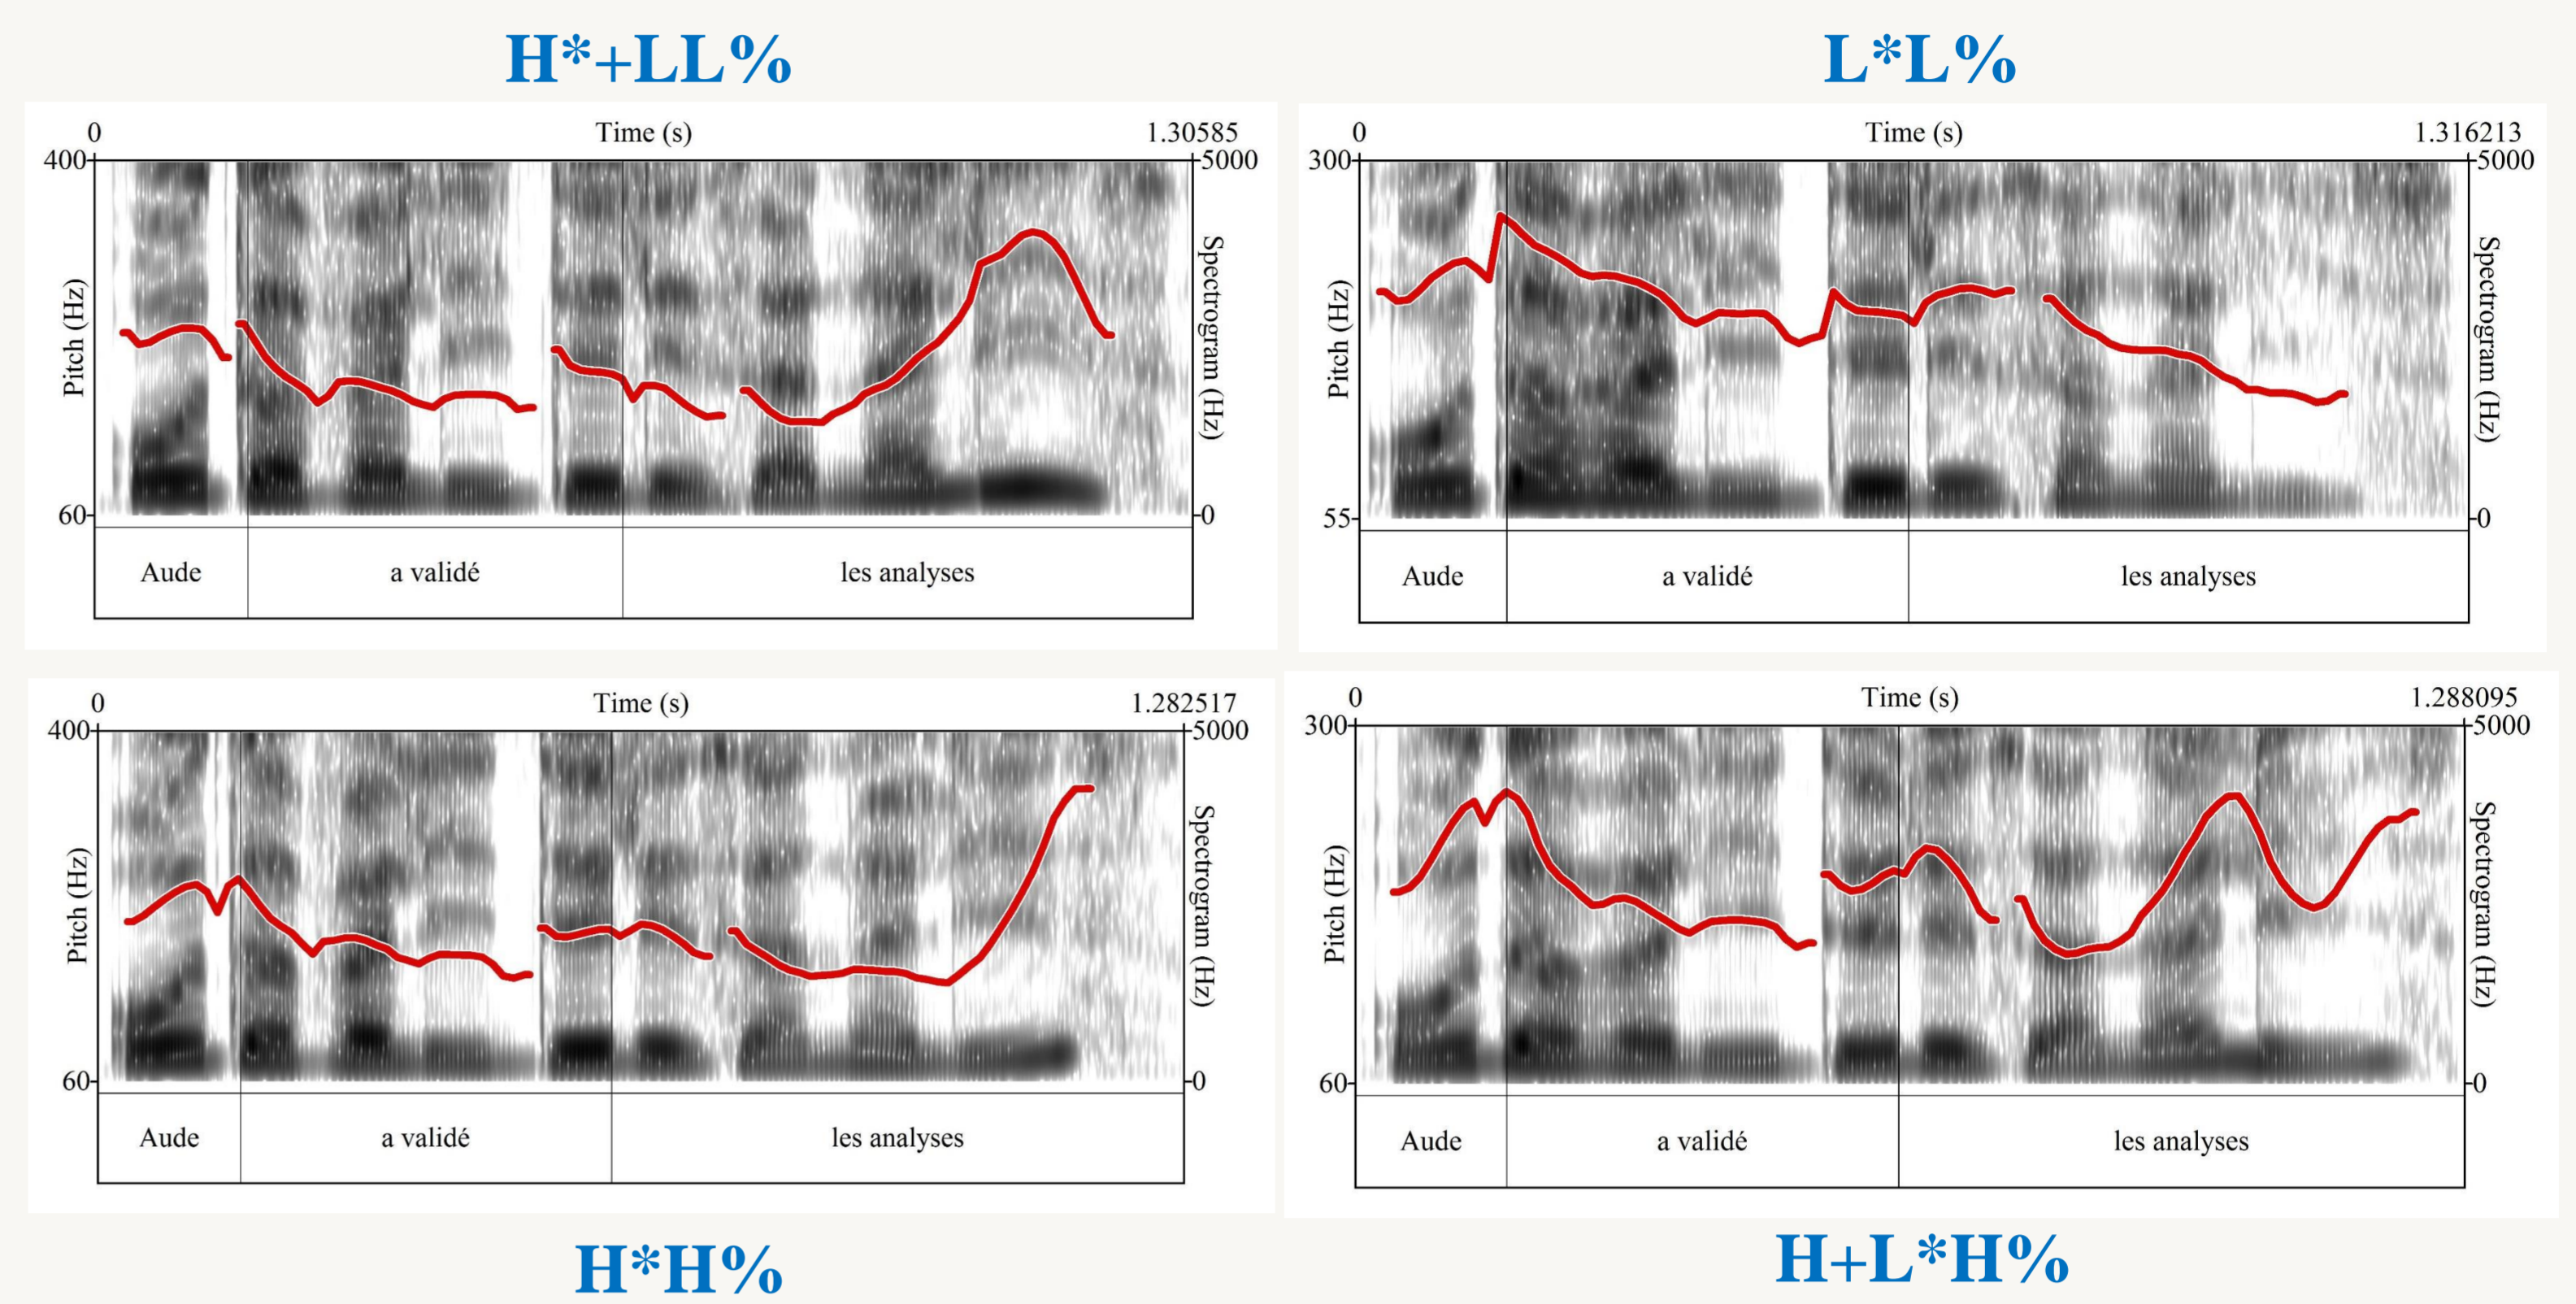 H*+LL%
L*L%
0 Time (s) 1.30585
400
5000
Pitch (Hz)
Spectrogram (Hz)
60
0
Aude a validé les analyses
0 Time (s) 1.316213
300
5000
Pitch (Hz)
Spectrogram (Hz)
55
0
Aude a validé les analyses
0 Time (s) 1.282517
400
5000
Pitch (Hz)
Spectrogram (Hz)
60
0
Aude a validé les analyses
0 Time (s) 1.288095
300
5000
Pitch (Hz)
Spectrogram (Hz)
60
0
Aude a validé les analyses
H*H%
H+L*H%